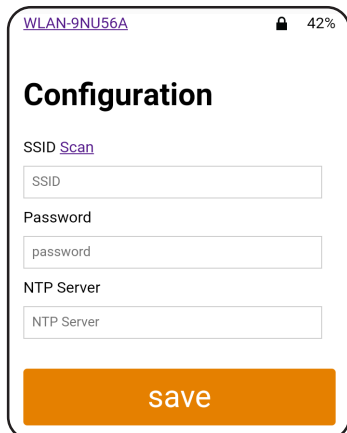 WLAN-9NU56A 42%
Configuration
SSID Scan
SSID
Password
password
NTP Server
NTP Server
save